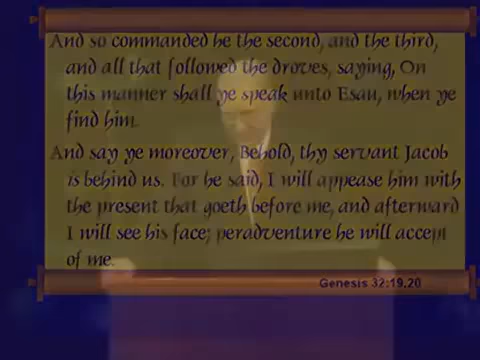 And so commanded he the second, and the third,
and all that followed the droves, saying, On
this manner shall ye speak unto Esau, when ye
find him.
And say ye moreover, Behold, thy servant Jacob
is behind us. For he said, I will appease him with
the present that goeth before me, and afterward
I will see his face; peradventure he will accept
of me.
Genesis 32:19,20